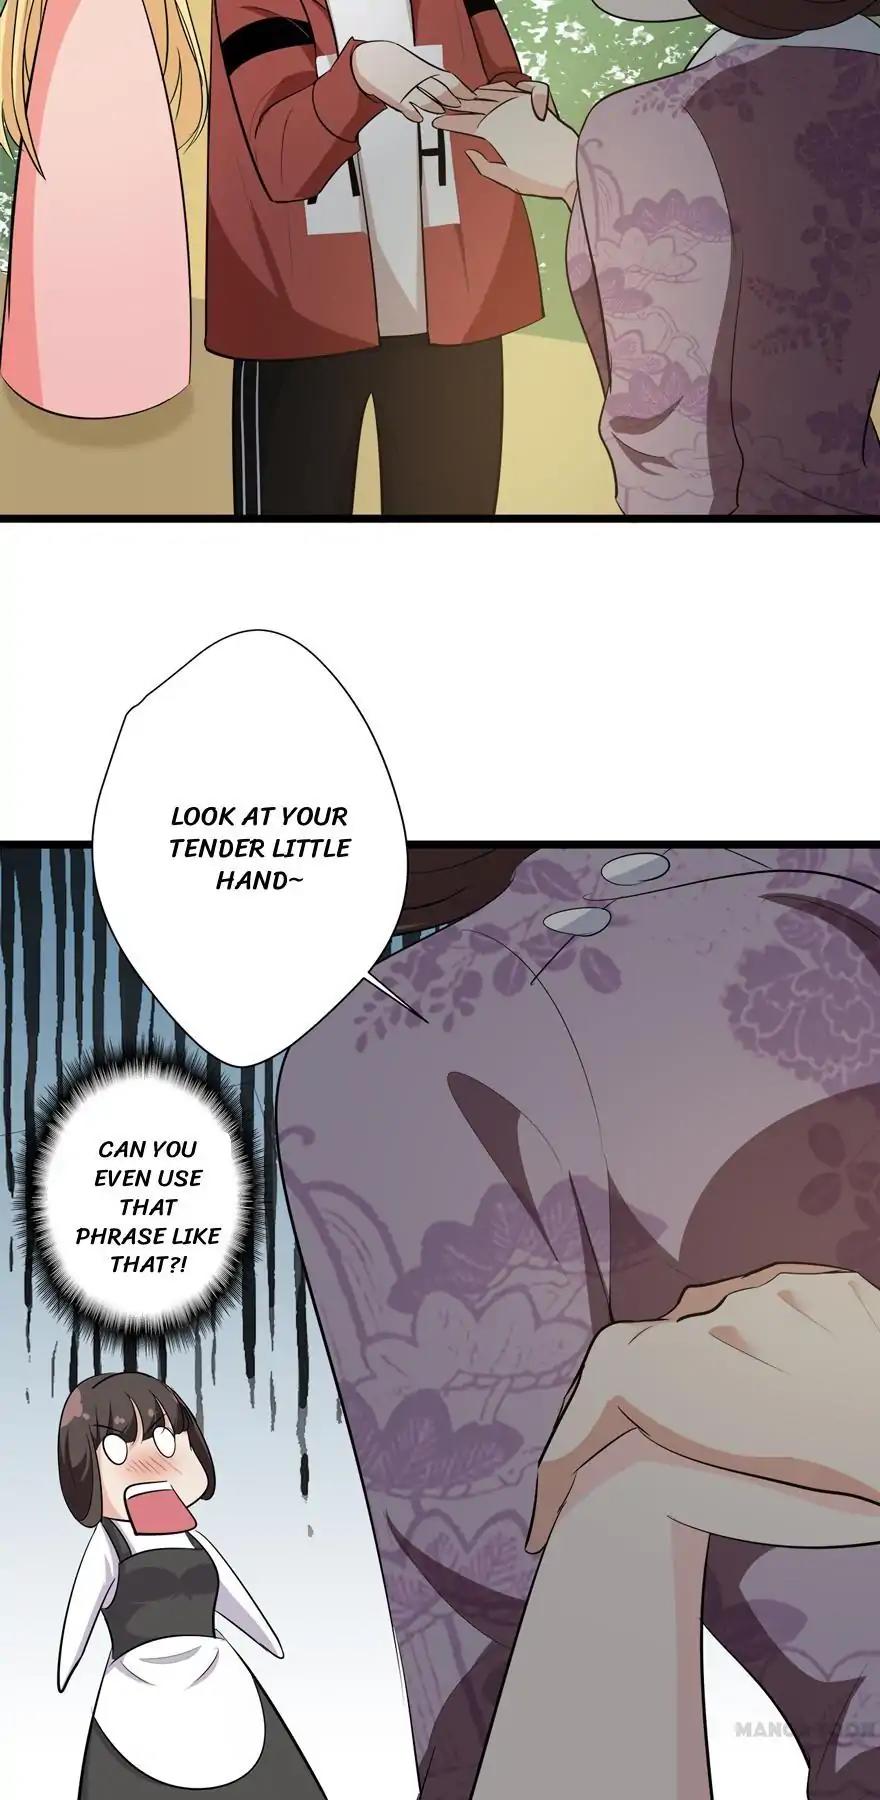 LOOK AT YOUR
TENDER LITTLE
HAND~
CAN YOU
EVEN USE
THAT
PHRASE LIKE
THAT?!